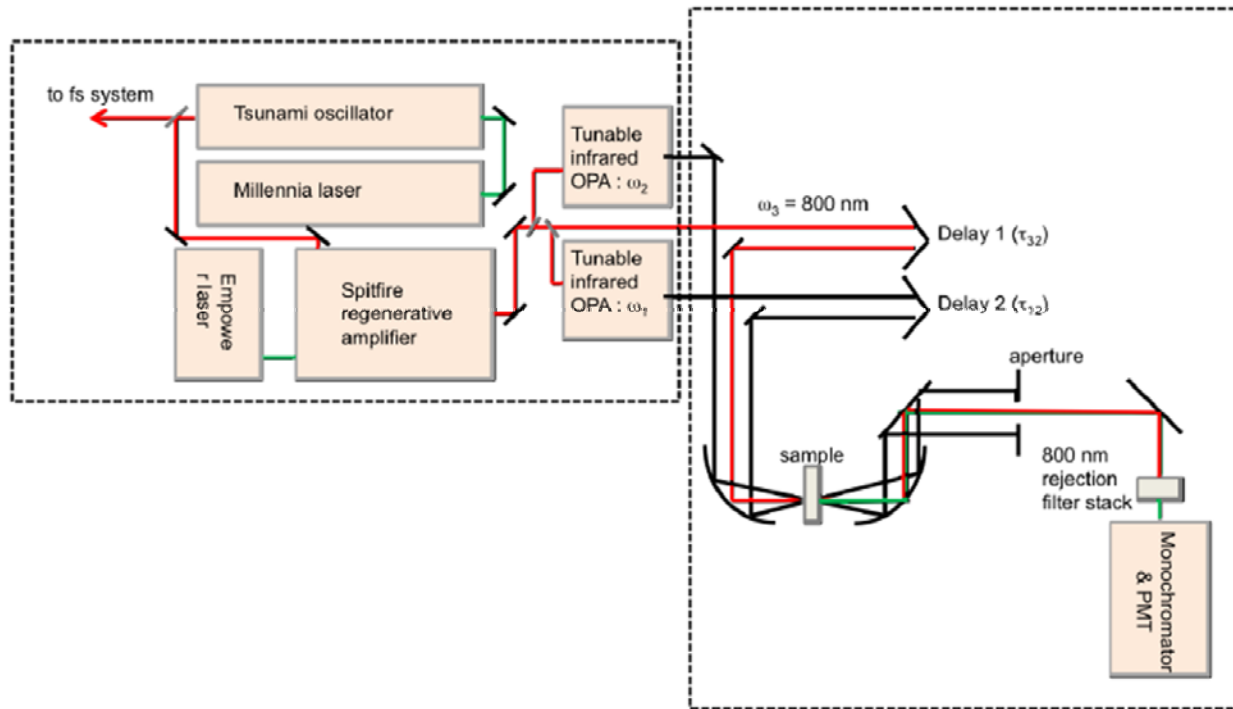 to fs system
Tsunami oscillator
Millennia laser
Empowe
r laser
Spitfire
regenerative
amplifier
Tunable
infrared
OPA : ω₂
Tunable
infrared
OPA : ω₁
ω₃ = 800 nm
Delay 1 (τ₃₂)
Delay 2 (τ₁₂)
aperture
sample
800 nm
rejection
filter stack
Monochromator
& PMT